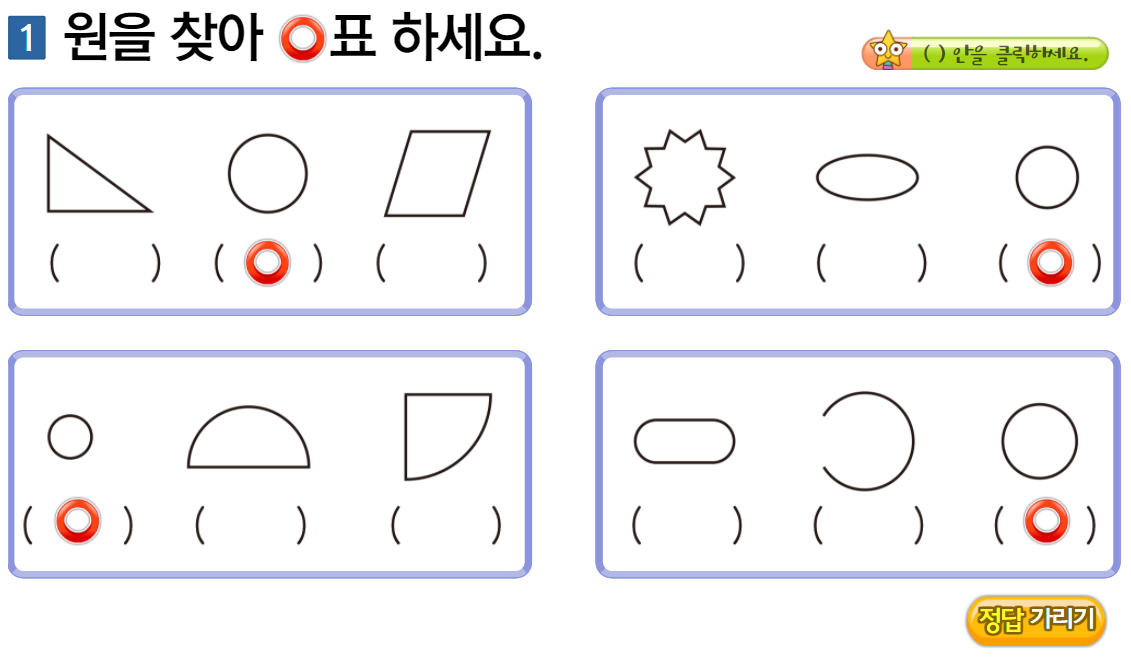 1 원을 찾아 ○표 하세요.
( ) 안을 클릭하세요.
( ) ( ○ ) ( )
( ) ( ) ( ○ )
( ○ ) ( ) ( )
( ) ( ) ( ○ )
정답 가리기